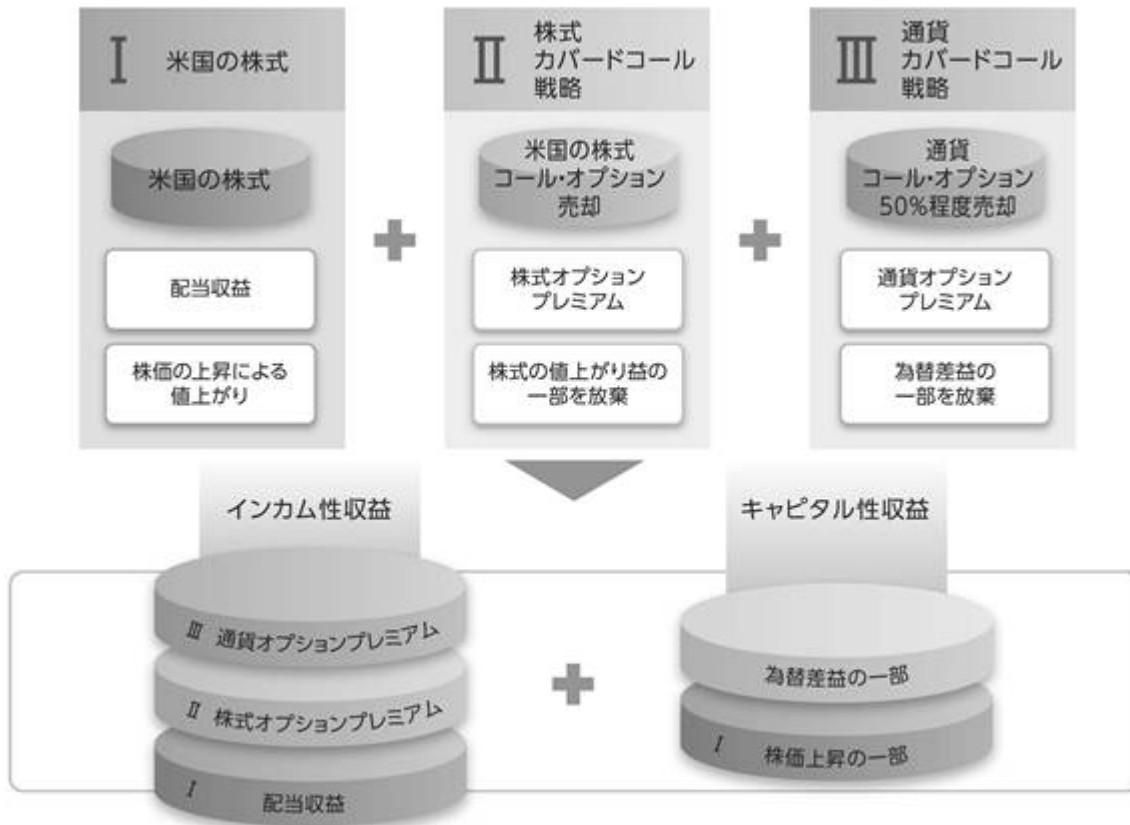 I 米国の株式
米国の株式
配当収益
株価の上昇による
値上がり
II 株式
カバードコール
戦略
米国の株式
コール・オプション
売却
株式オプション
プレミアム
株式の値上がり益の
一部を放棄
III 通貨
カバードコール
戦略
通貨
コール・オプション
50%程度売却
通貨オプション
プレミアム
為替差益の
一部を放棄
インカム性収益
III 通貨オプションプレミアム
II 株式オプションプレミアム
I 配当収益
キャピタル性収益
為替差益の一部
I 株価上昇の一部